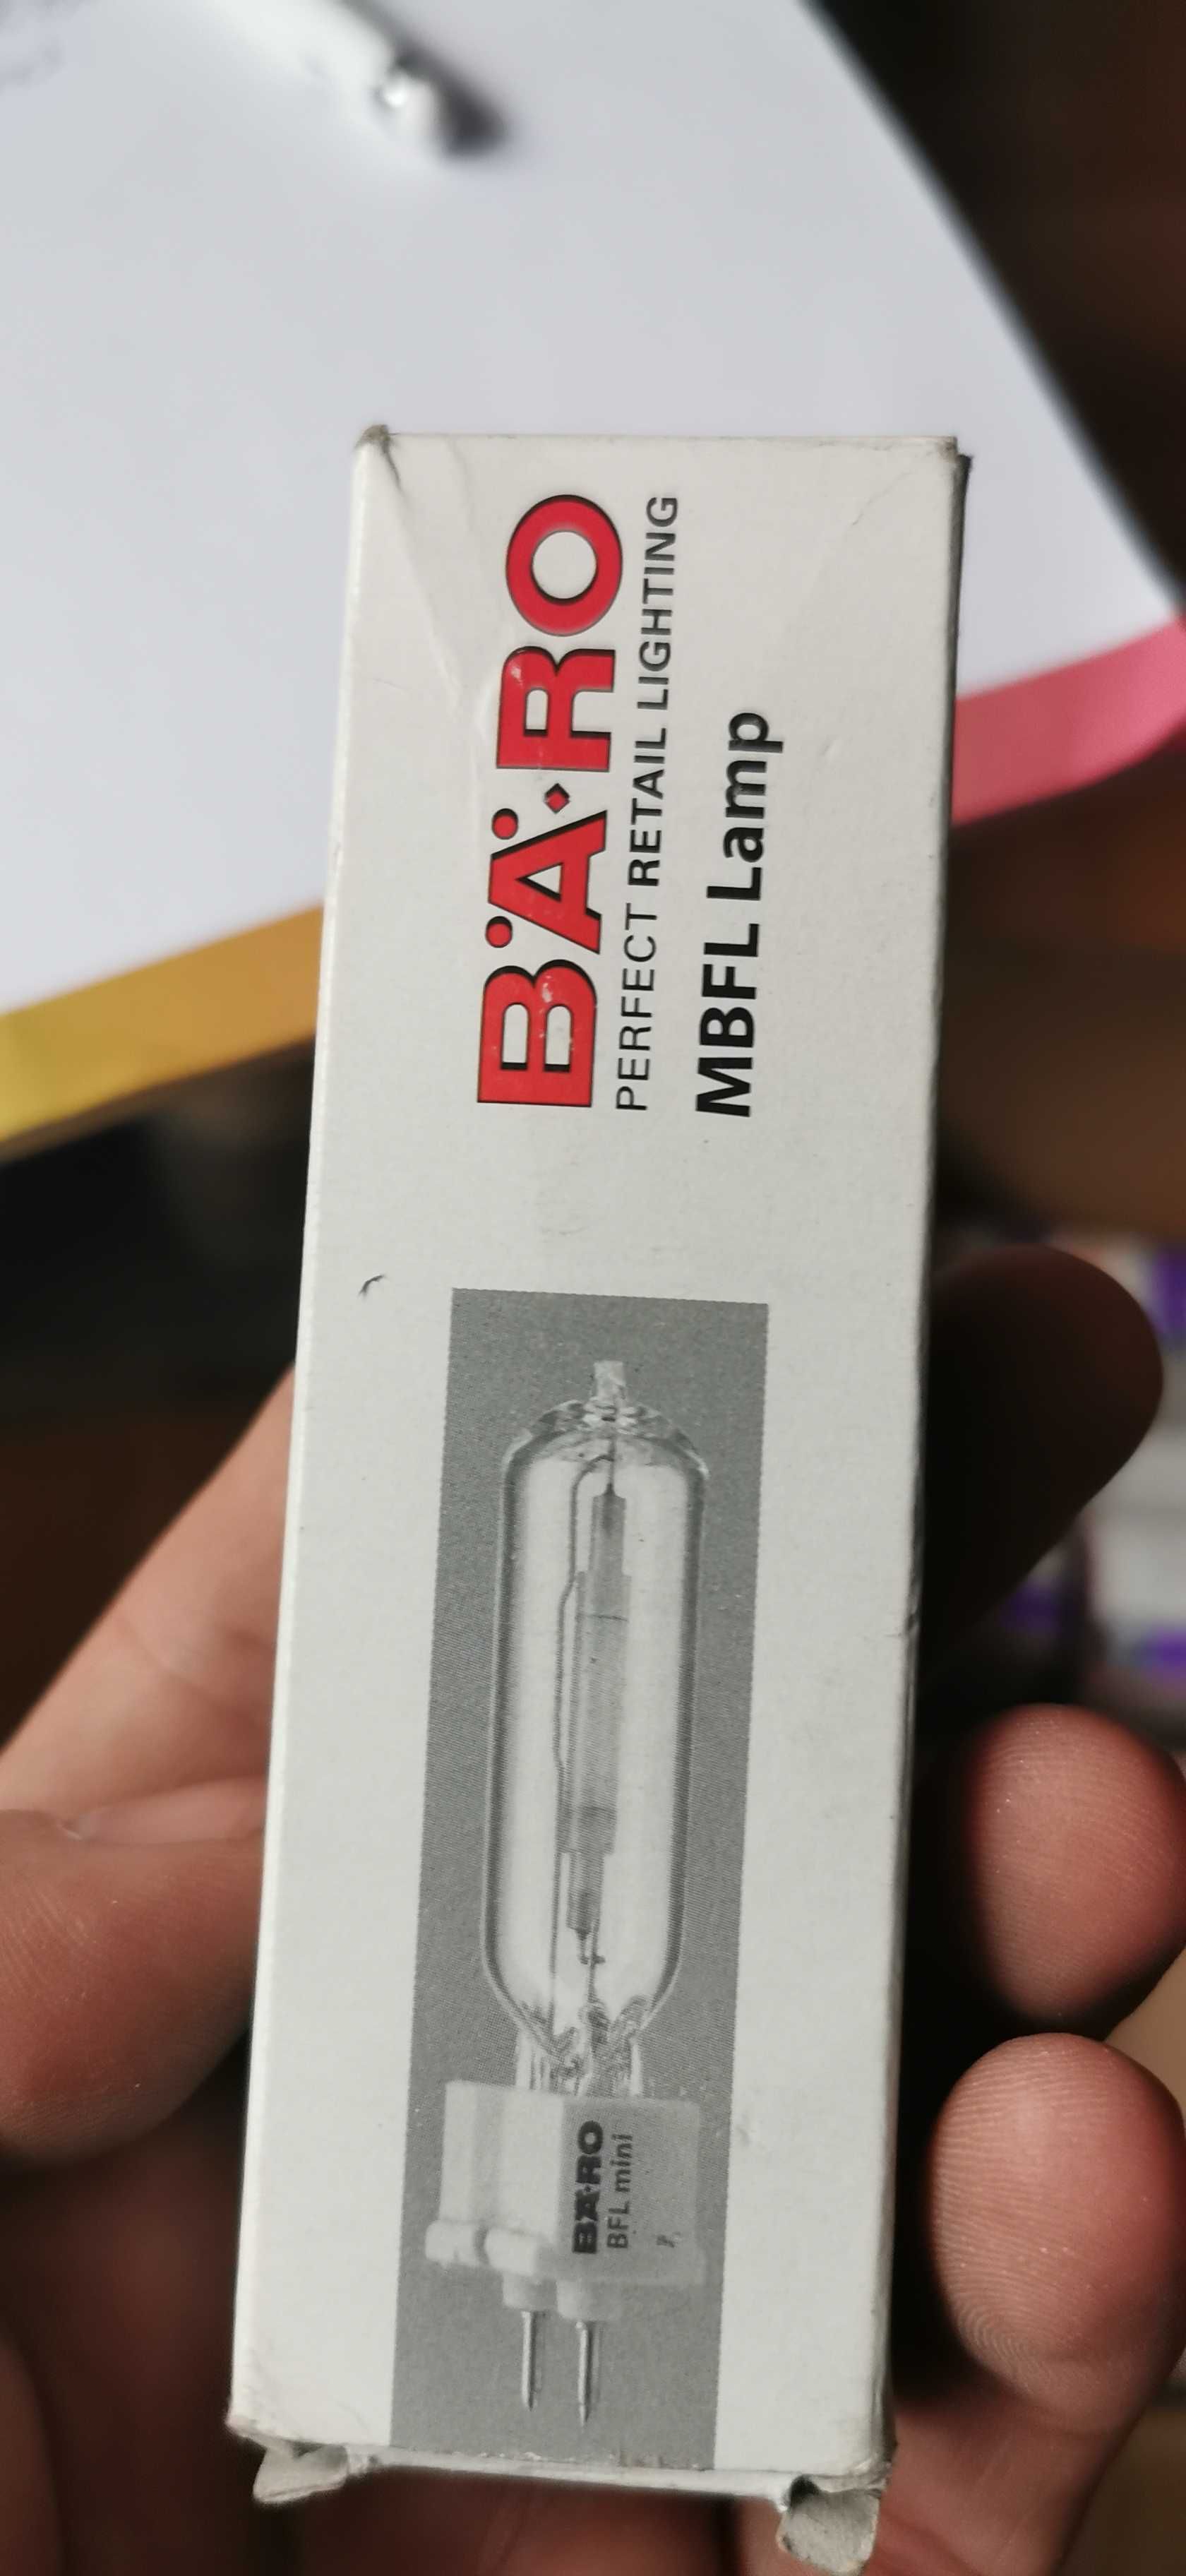 BÄ·RO
PERFECT RETAIL LIGHTING
MBFL Lamp
BÄ·RO
BFL mini